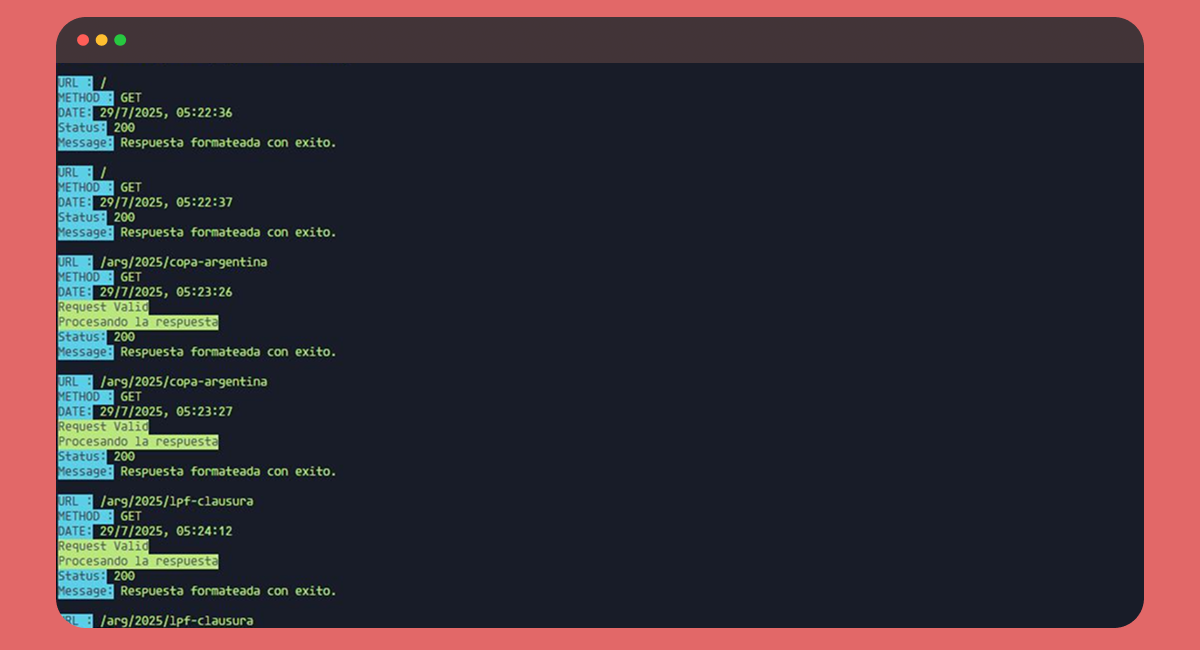 URL : /
METHOD : GET
DATE: 29/7/2025, 05:22:36
Status: 200
Message: Respuesta formateada con exito.
URL : /
METHOD : GET
DATE: 29/7/2025, 05:22:37
Status: 200
Message: Respuesta formateada con exito.
URL : /arg/2025/copa-argentina
METHOD : GET
DATE: 29/7/2025, 05:23:26
Request Valid
Procesando la respuesta
Status: 200
Message: Respuesta formateada con exito.
URL : /arg/2025/copa-argentina
METHOD : GET
DATE: 29/7/2025, 05:23:27
Request Valid
Procesando la respuesta
Status: 200
Message: Respuesta formateada con exito.
URL : /arg/2025/lpf-clausura
METHOD : GET
DATE: 29/7/2025, 05:24:12
Request Valid
Procesando la respuesta
Status: 200
Message: Respuesta formateada con exito.
URL : /arg/2025/lpf-clausura